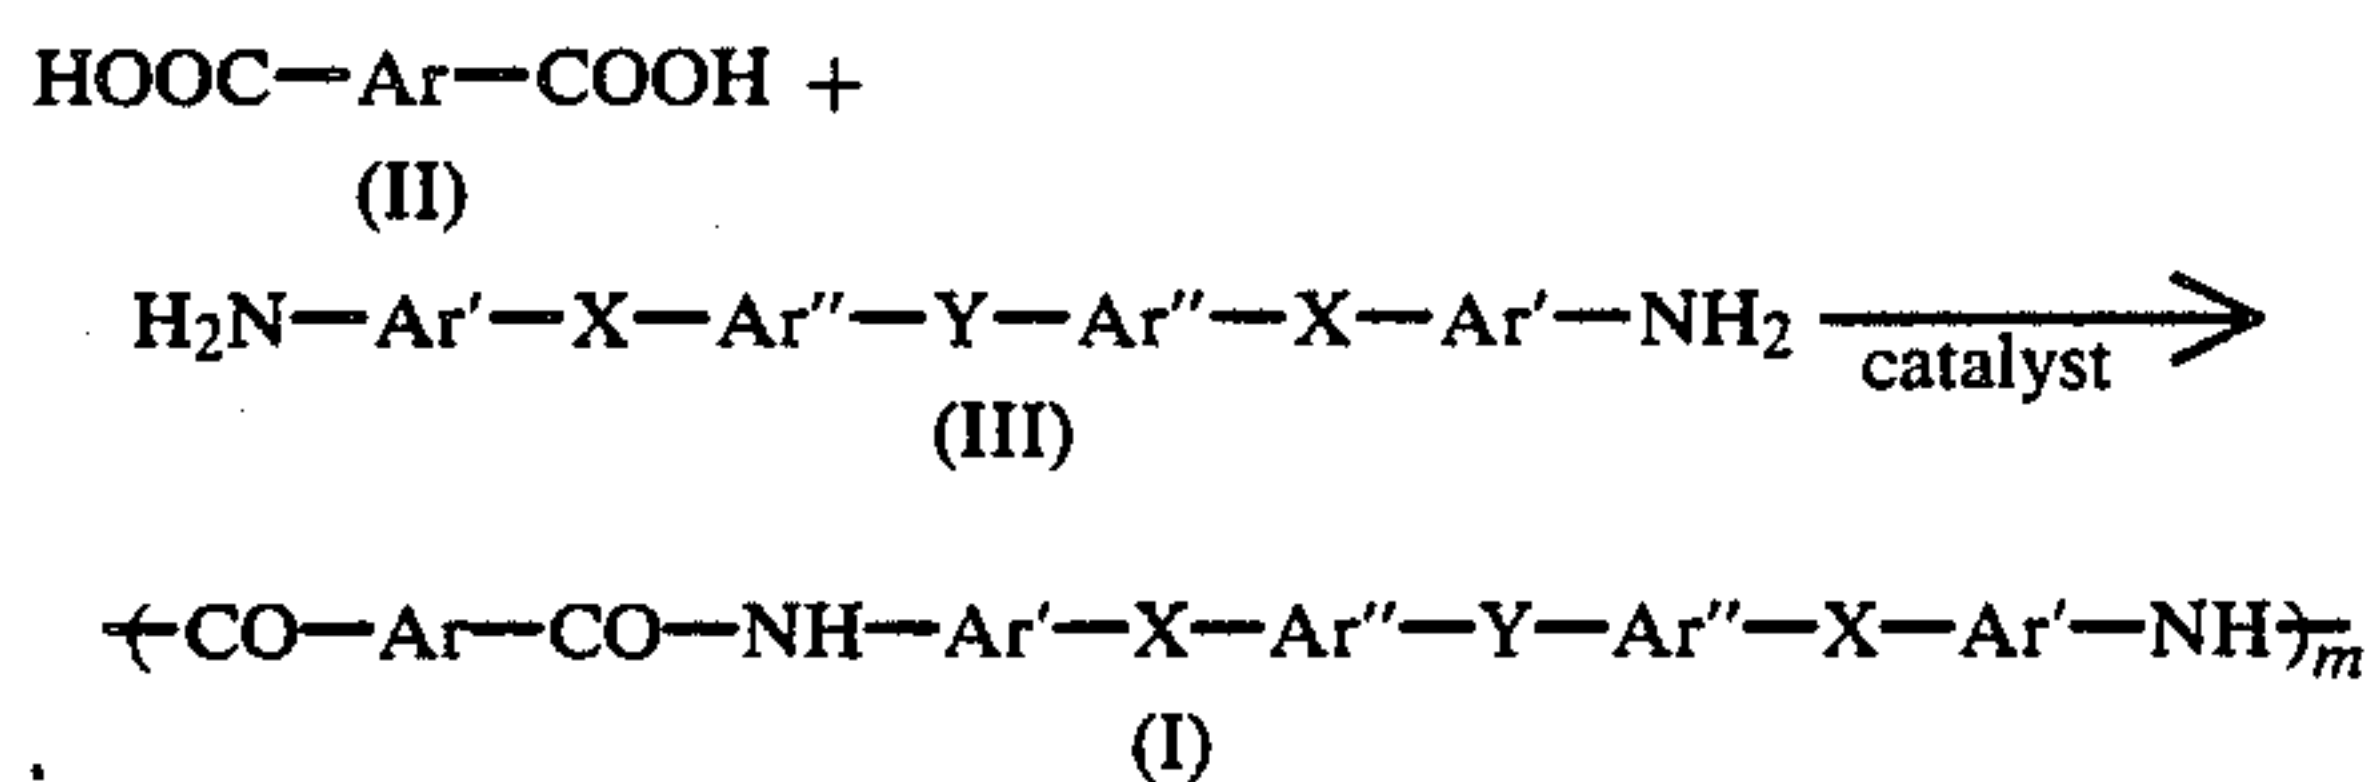 HOOC—Ar—COOH +
(II)
H₂N—Ar′—X—Ar″—Y—Ar″—X—Ar′—NH₂
catalyst
(III)
(CO—Ar—CO—NH—Ar′—X—Ar″—Y—Ar″—X—Ar′—NH)m
(I)